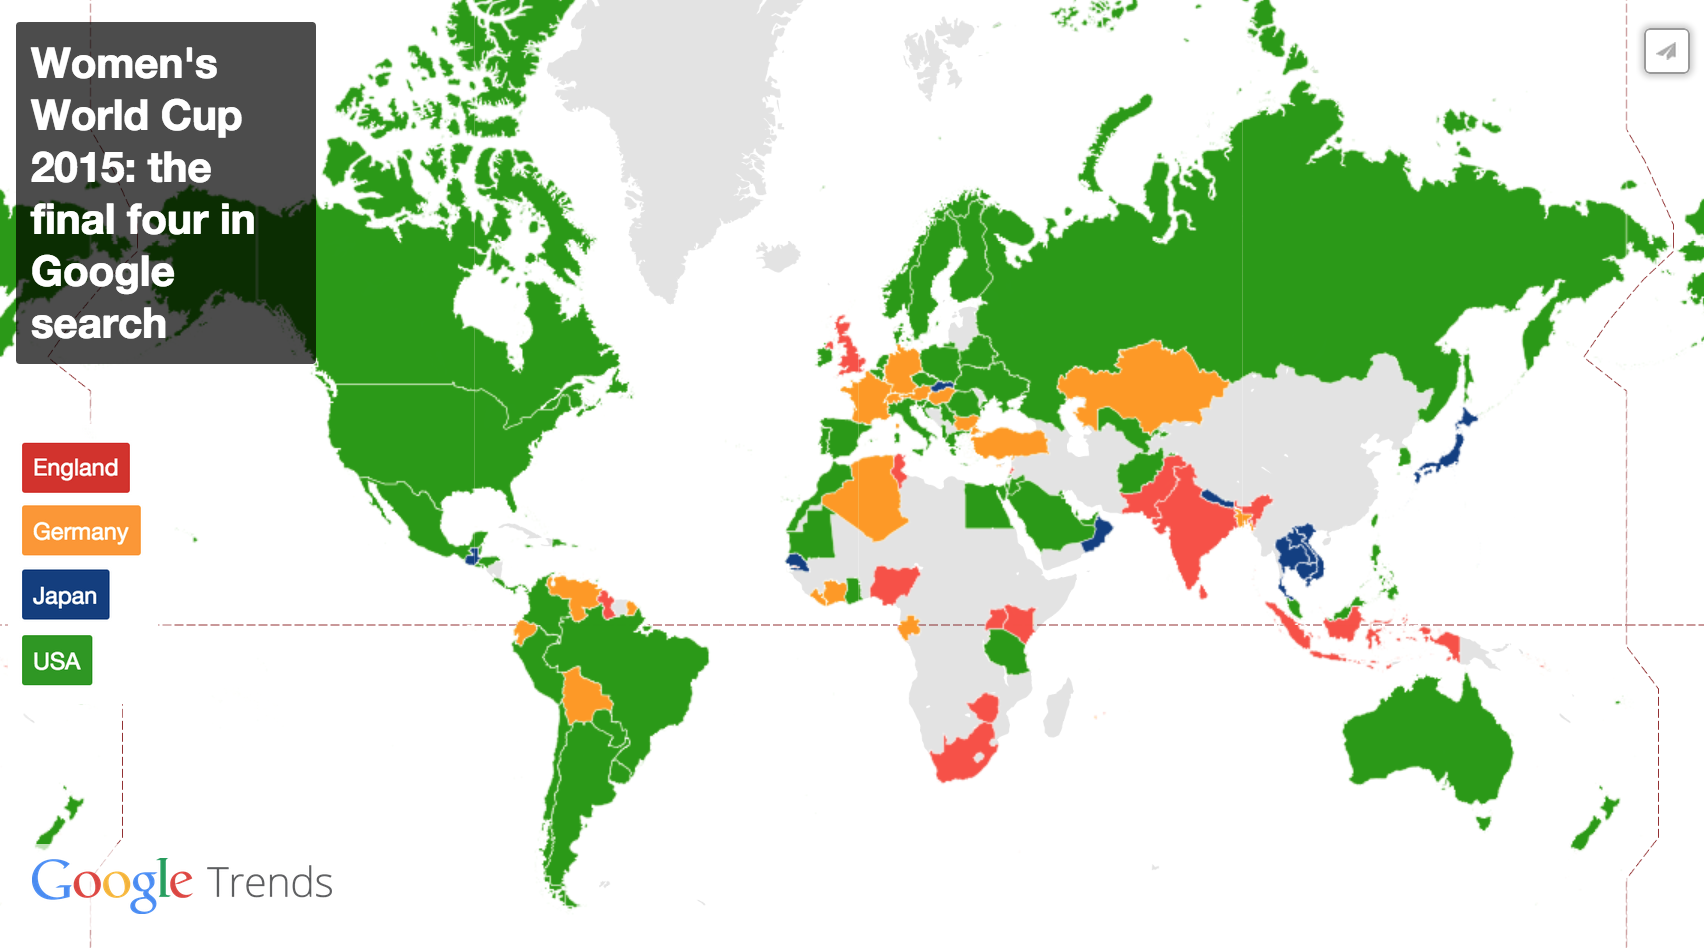 Women's
World Cup
2015: the
final four in
Google
search
England
Germany
Japan
USA
Google Trends